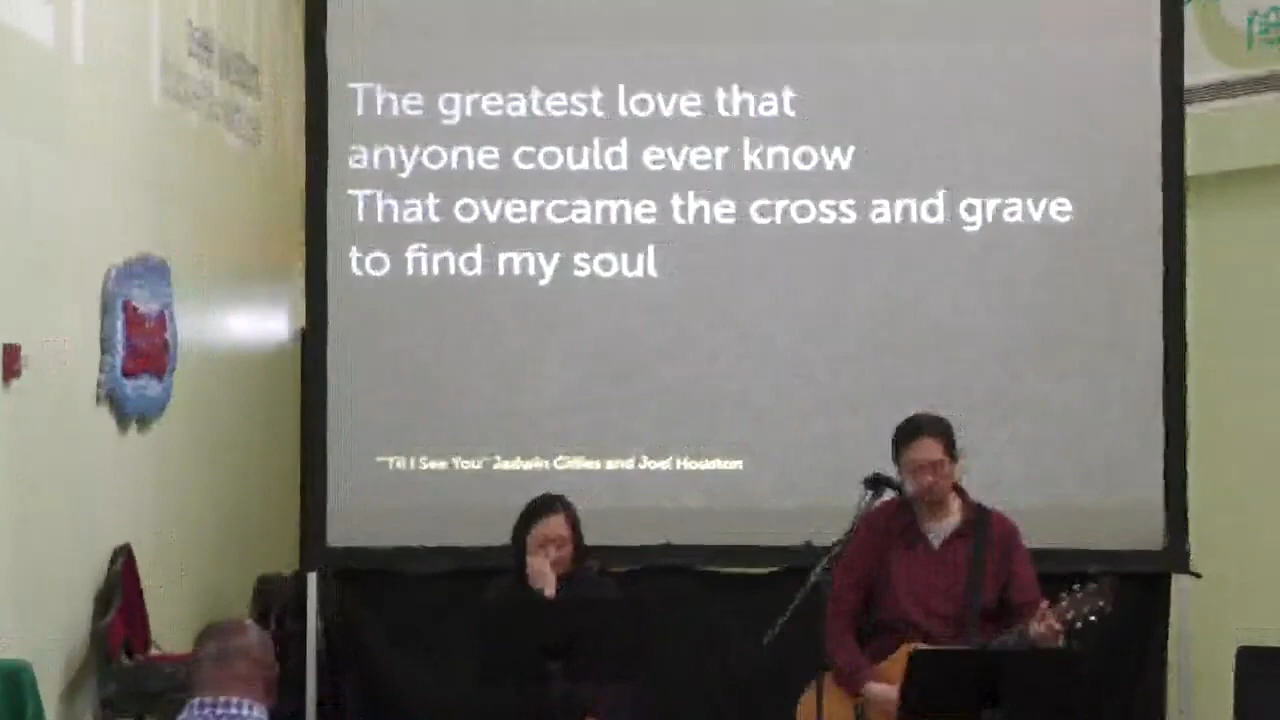 The greatest love that
anyone could ever know
That overcame the cross and grave
to find my soul
"Till I See You" Jadwin Gillies and Joel Houston